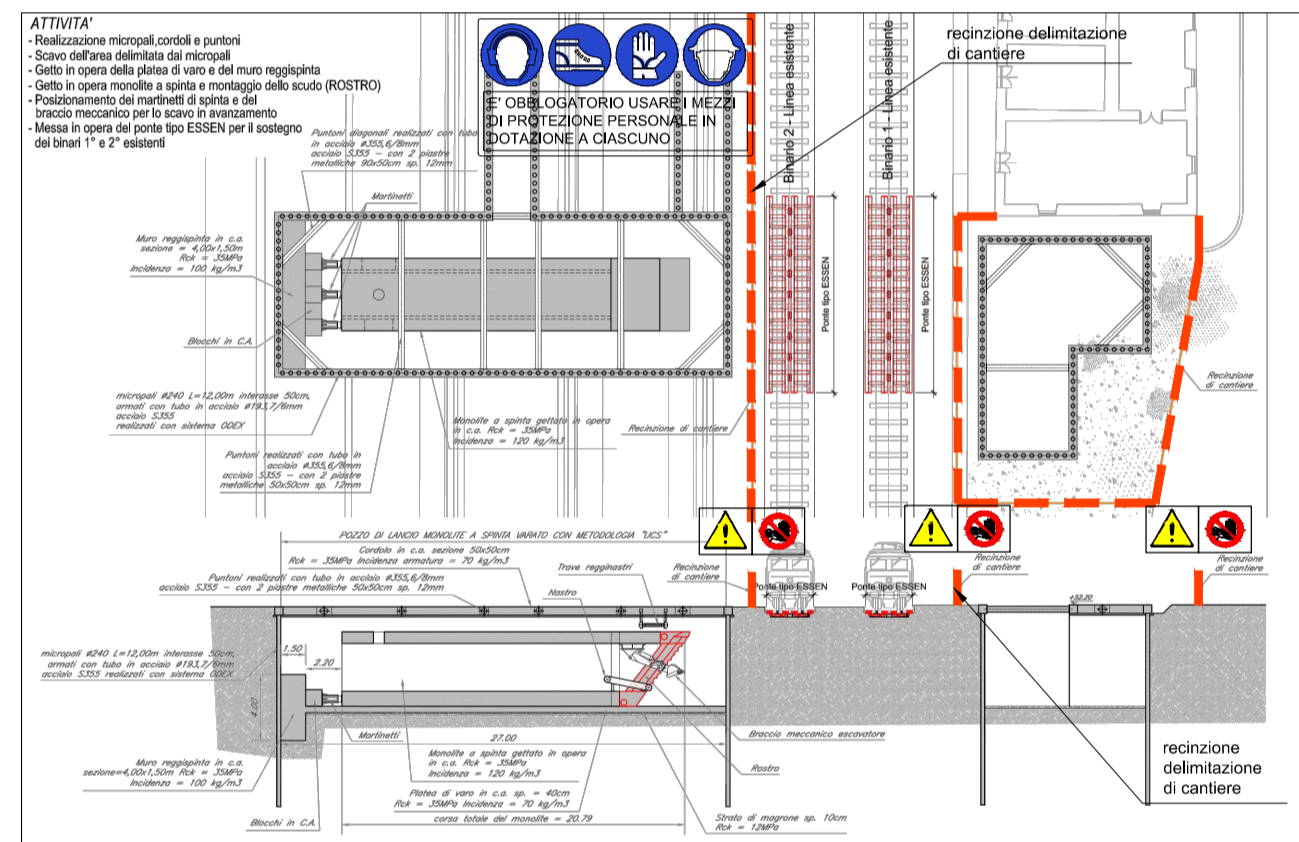 ATTIVITA'
- Realizzazione micropali,cordoli e puntoni
- Scavo dell'area delimitata dai micropali
- Getto in opera della platea di varo e del muro reggispinta
- Getto in opera monolite a spinta e montaggio dello scudo (ROSTRO)
- Posizionamento dei martinetti di spinta e del
braccio meccanico per lo scavo in avanzamento
- Messa in opera del ponte tipo ESSEN per il sostegno
dei binari 1° e 2° esistenti
E' OBBLOGATORIO USARE I MEZZI
DI PROTEZIONE PERSONALE IN
DOTAZIONE A CIASCUNO
recinzione delimitazione
di cantiere
Binario 2 - Linea esistente
Binario 1 - Linea esistente
Puntoni diagonali realizzati con tubo
in acciaio ø355,6/8mm
acciaio S355 - con 2 piastre
metalliche 90x50cm sp. 12mm
Martinetti
Muro reggispinta in c.a.
sezione = 4,00x1,50m
Rck = 35MPa
Incidenza = 100 kg/m3
Blocchi in C.A.
Ponte tipo ESSEN
Ponte tipo ESSEN
Recinzione
di cantiere
micropali ø240 L=12,00m interasse 50cm,
armati con tubo in acciaio ø193,7/6mm
acciaio S355
realizzati con sistema ODEX
Monolite a spinta gettato in opera
in c.a. Rck = 35MPa
Incidenza = 120 kg/m3
Recinzione di cantiere
Puntoni realizzati con tubo in
acciaio ø355,6/8mm
acciaio S355 - con 2 piastre
metalliche 50x50cm sp. 12mm
POZZO DI LANCIO MONOLITE A SPINTA VARATO CON METODOLOGIA "UCS"
Cordolo in c.a. sezione 50x50cm
Rck = 35MPa Incidenza armatura = 70 kg/m3
Puntoni realizzati con tubo in acciaio ø355,6/8mm
acciaio S355 - con 2 piastre metalliche 50x50cm sp. 12mm
Trave regginastri
Nastro
Recinzione
di cantiere
Ponte tipo ESSEN
Ponte tipo ESSEN
Recinzione
di cantiere
Recinzione
di cantiere
+52.20
micropali ø240 L=12,00m interasse 50cm,
armati con tubo in acciaio ø193,7/6mm
acciaio S355 realizzati con sistema ODEX
1.50
2.20
4.00
27.00
Martinetti
Braccio meccanico escavatore
Monolite a spinta gettato in opera
in c.a. Rck = 35MPa
Incidenza = 120 kg/m3
Rostro
Muro reggispinta in c.a.
sezione=4,00x1,50m Rck = 35MPa
Incidenza = 100 kg/m3
Platea di varo in c.a. sp. = 40cm
Rck = 35MPa Incidenza = 70 kg/m3
corsa totale del monolite = 20.79
Blocchi in C.A.
Strato di magrone sp. 10cm
Rck = 12MPa
recinzione
delimitazione
di cantiere